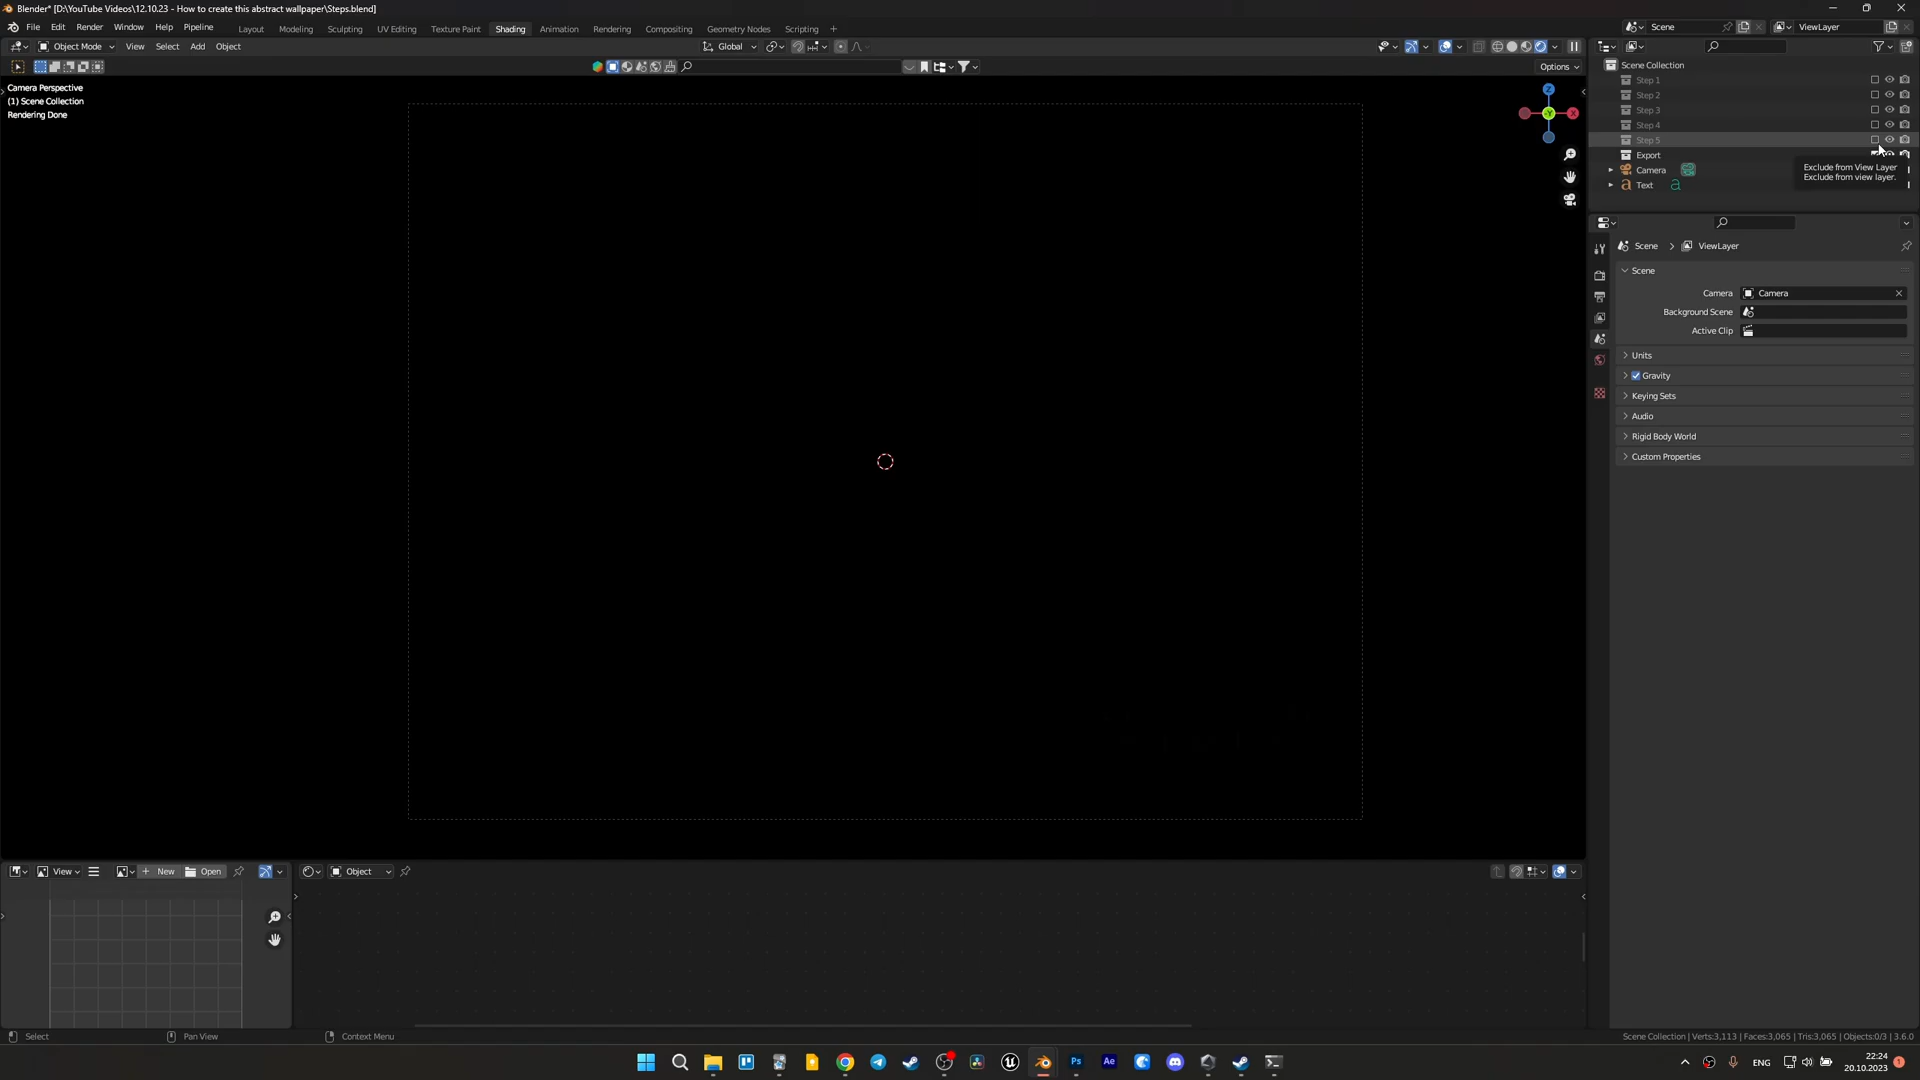 Blender* [D:\YouTube Videos\12.10.23 - How to create this abstract wallpaper\Steps.blend]
File Edit Render Window Help Pipeline Layout Modeling Sculpting UV Editing Texture Paint Shading Animation Rendering Compositing Geometry Nodes Scripting + Scene ViewLayer
Object Mode View Select Add Object Global
Options
Camera Perspective
(1) Scene Collection
Rendering Done
Z
Y
X
Scene Collection
Step 1
Step 2
Step 3
Step 4
Step 5
Export
Camera
Text
Exclude from View Layer
Exclude from view layer.
Scene > ViewLayer
Scene
Camera Camera
Background Scene
Active Clip
Units
Gravity
Keying Sets
Audio
Rigid Body World
Custom Properties
View + New Open Object
Select Pan View Context Menu
Scene Collection | Verts:3,113 | Faces:3,065 | Tris:3,065 | Objects:0/3 | 3.6.0
Ps Ae ENG 22:24
20.10.2023 1